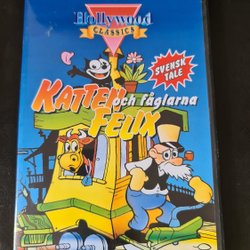 Hollywood
CLASSICS
SVENSK
TALE
KATTEN
och fåglarna
FELIX